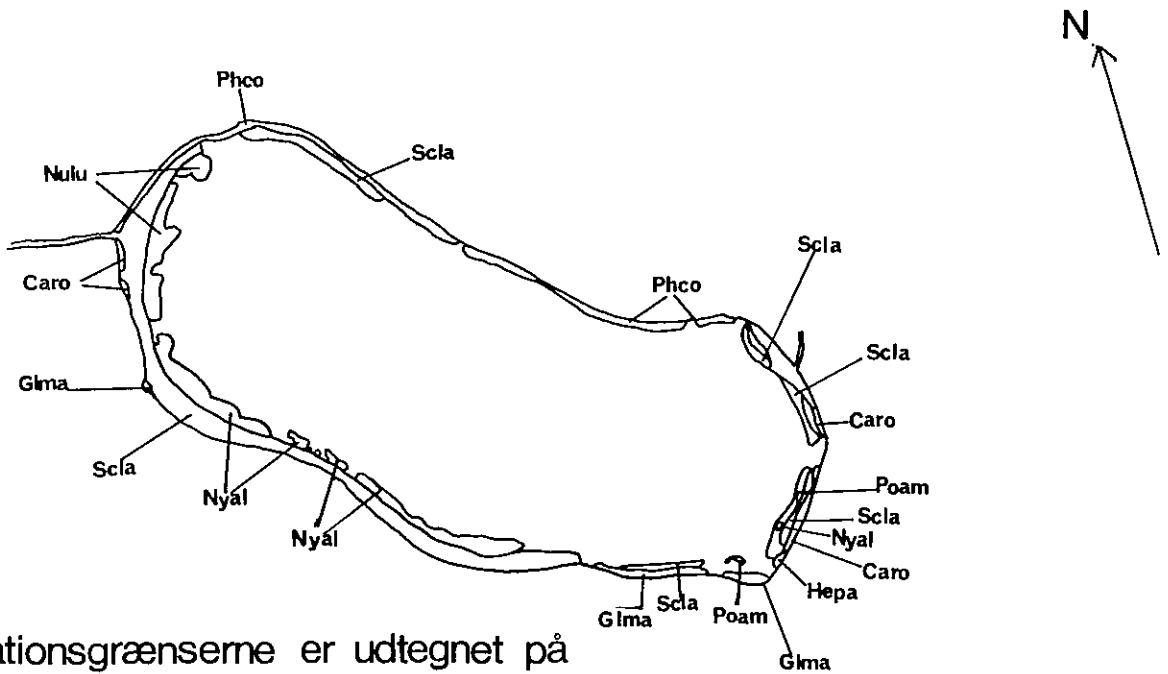 N
Phco
Scla
Nulu
Scla
Caro
Phco
Scla
Glma
Caro
Scla
Poam
Nyal
Scla
Nyal
Nyal
Caro
Hepa
Glma
Scla
Poam
ationsgrænserne er udtegnet på
Glma